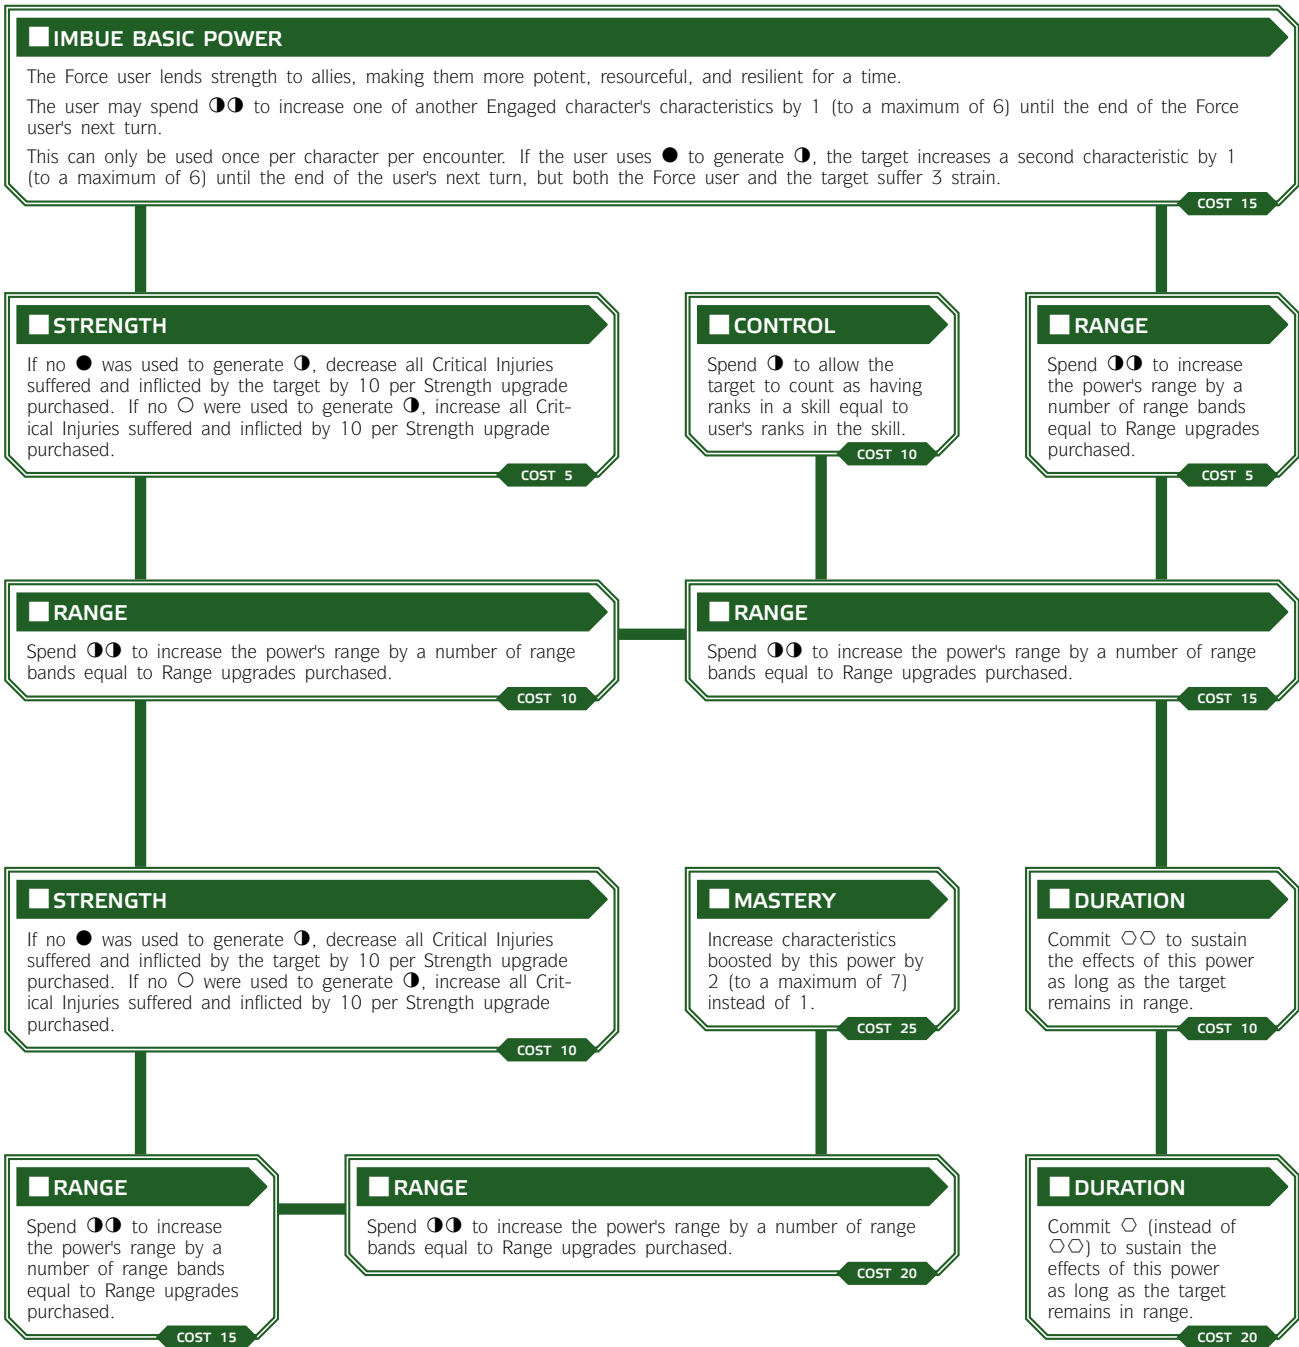 IMBUE BASIC POWER
The Force user lends strength to allies, making them more potent, resourceful, and resilient for a time.
The user may spend ◑◑ to increase one of another Engaged character's characteristics by 1 (to a maximum of 6) until the end of the Force
user's next turn.
This can only be used once per character per encounter. If the user uses ● to generate ◑, the target increases a second characteristic by 1
(to a maximum of 6) until the end of the user's next turn, but both the Force user and the target suffer 3 strain.
COST 15
STRENGTH
If no ● was used to generate ◑, decrease all Critical Injuries
suffered and inflicted by the target by 10 per Strength upgrade
purchased. If no ○ were used to generate ◑, increase all Crit-
ical Injuries suffered and inflicted by 10 per Strength upgrade
purchased.
COST 5
CONTROL
Spend ◑ to allow the
target to count as having
ranks in a skill equal to
user's ranks in the skill.
COST 10
RANGE
Spend ◑◑ to increase
the power's range by a
number of range bands
equal to Range upgrades
purchased.
COST 5
RANGE
Spend ◑◑ to increase the power's range by a number of range
bands equal to Range upgrades purchased.
COST 10
RANGE
Spend ◑◑ to increase the power's range by a number of range
bands equal to Range upgrades purchased.
COST 15
STRENGTH
If no ● was used to generate ◑, decrease all Critical Injuries
suffered and inflicted by the target by 10 per Strength upgrade
purchased. If no ○ were used to generate ◑, increase all Crit-
ical Injuries suffered and inflicted by 10 per Strength upgrade
purchased.
COST 10
MASTERY
Increase characteristics
boosted by this power by
2 (to a maximum of 7)
instead of 1.
COST 25
DURATION
Commit ⬡⬡ to sustain
the effects of this power
as long as the target
remains in range.
COST 10
RANGE
Spend ◑◑ to increase
the power's range by a
number of range bands
equal to Range upgrades
purchased.
COST 15
RANGE
Spend ◑◑ to increase the power's range by a number of range
bands equal to Range upgrades purchased.
COST 20
DURATION
Commit ⬡ (instead of
⬡⬡) to sustain the
effects of this power
as long as the target
remains in range.
COST 20